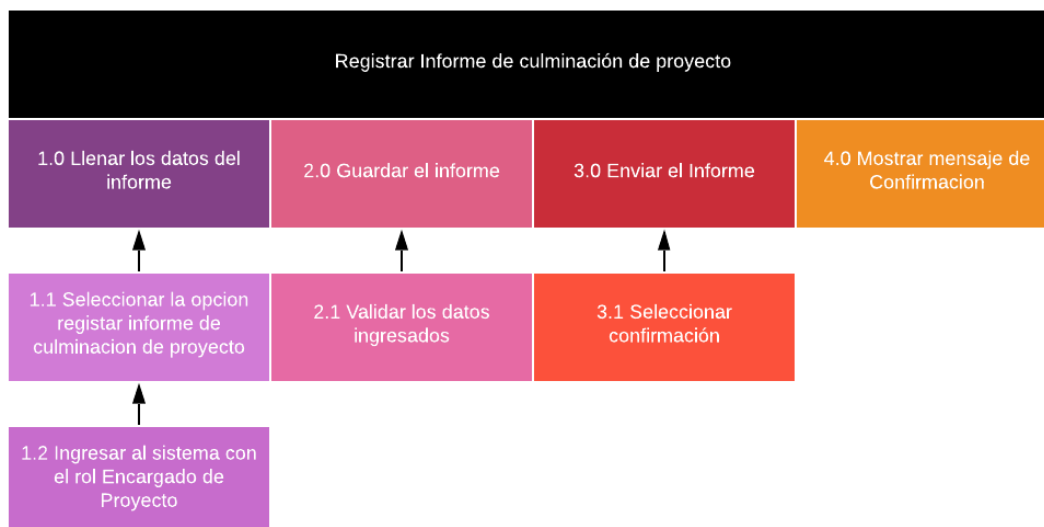 Registrar Informe de culminación de proyecto
1.0 Llenar los datos del
informe
2.0 Guardar el informe
3.0 Enviar el Informe
4.0 Mostrar mensaje de
Confirmacion
1.1 Seleccionar la opcion
registar informe de
culminacion de proyecto
2.1 Validar los datos
ingresados
3.1 Seleccionar
confirmación
1.2 Ingresar al sistema con
el rol Encargado de
Proyecto